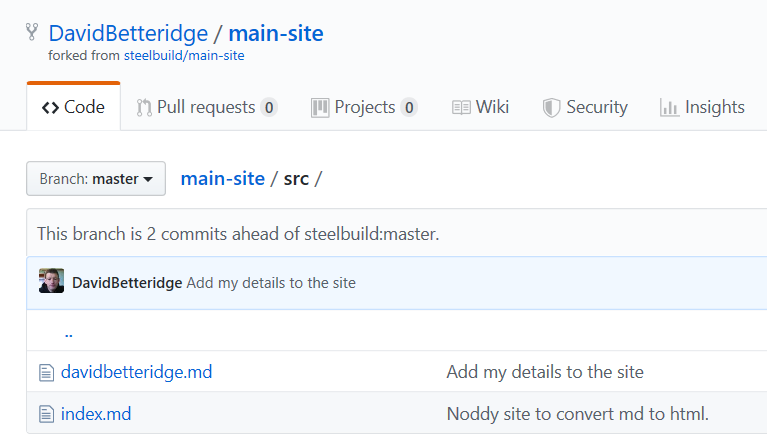 DavidBetteridge / main-site
forked from steelbuild/main-site
Code Pull requests 0 Projects 0 Wiki Security Insights
Branch: master main-site / src /
This branch is 2 commits ahead of steelbuild:master.
DavidBetteridge Add my details to the site
..
davidbetteridge.md Add my details to the site
index.md Noddy site to convert md to html.